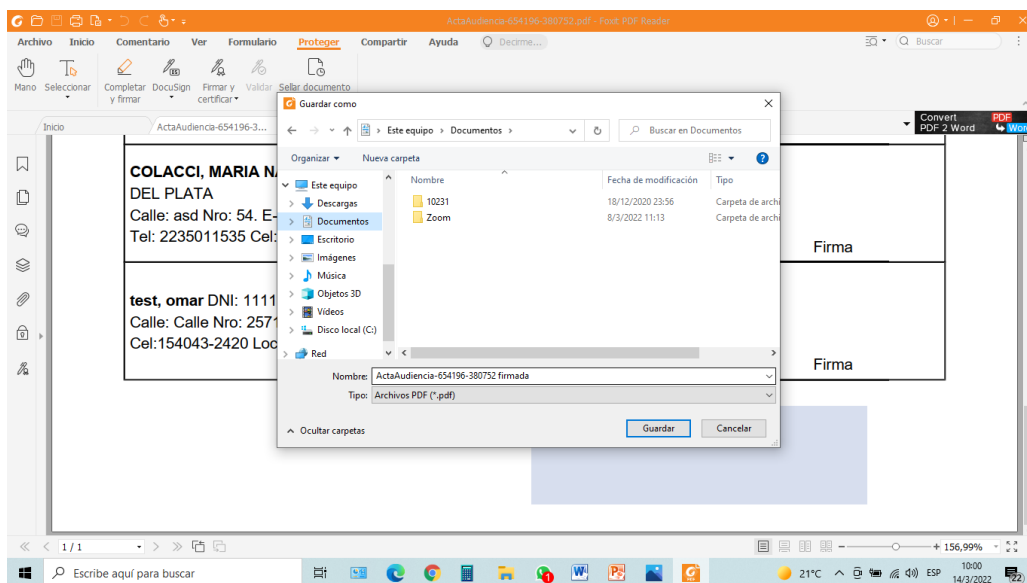 ActaAudiencia-654196-380752.pdf - Foxit PDF Reader
Archivo Inicio Comentario Ver Formulario Proteger Compartir Ayuda Decirme... Buscar
Mano Seleccionar Completar y firmar DocuSign Firmar y certificar Validar Sellar documento
Inicio ActaAudiencia-654196-3...
Convert PDF
PDF 2 Word Wor
COLACCI, MARIA N
DEL PLATA
Calle: asd Nro: 54. E-
Tel: 2235011535 Cel:
Firma
test, omar DNI: 1111
Calle: Calle Nro: 257
Cel:154043-2420 Loc
Firma
Guardar como
Este equipo > Documentos >
Buscar en Documentos
Organizar Nueva carpeta
Nombre Fecha de modificación Tipo
Este equipo
Descargas
Documentos
Escritorio
Imágenes
Música
Objetos 3D
Vídeos
Disco local (C:)
Red
10231 18/12/2020 23:56 Carpeta de archi
Zoom 8/3/2022 11:13 Carpeta de archi
Nombre: ActaAudiencia-654196-380752 firmada
Tipo: Archivos PDF (*.pdf)
Ocultar carpetas
Guardar Cancelar
1 / 1
156,99%
Escribe aquí para buscar
21°C ESP 10:00
14/3/2022